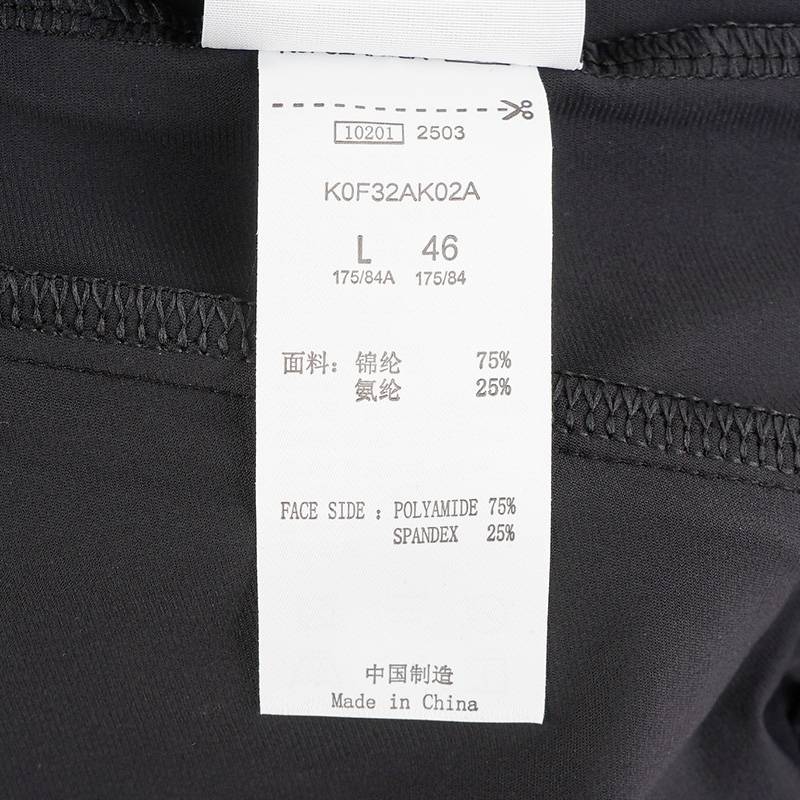 10201 2503
K0F32AK02A
L 46
175/84A 175/84
面料: 锦纶 75%
氨纶 25%
FACE SIDE : POLYAMIDE 75%
SPANDEX 25%
中国制造
Made in China